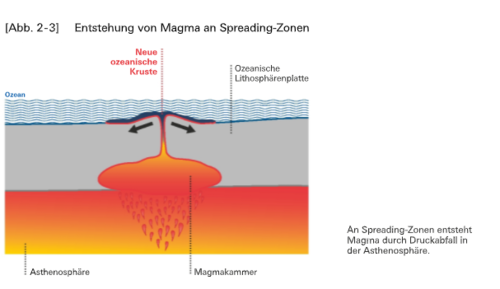 [Abb. 2-3] Entstehung von Magma an Spreading-Zonen
Neue
ozeanische
Kruste
Ozeanische
Lithosphärenplatte
Ozean
An Spreading-Zonen entsteht
Magma durch Druckabfall in
der Asthenosphäre.
Asthenosphäre
Magmakammer